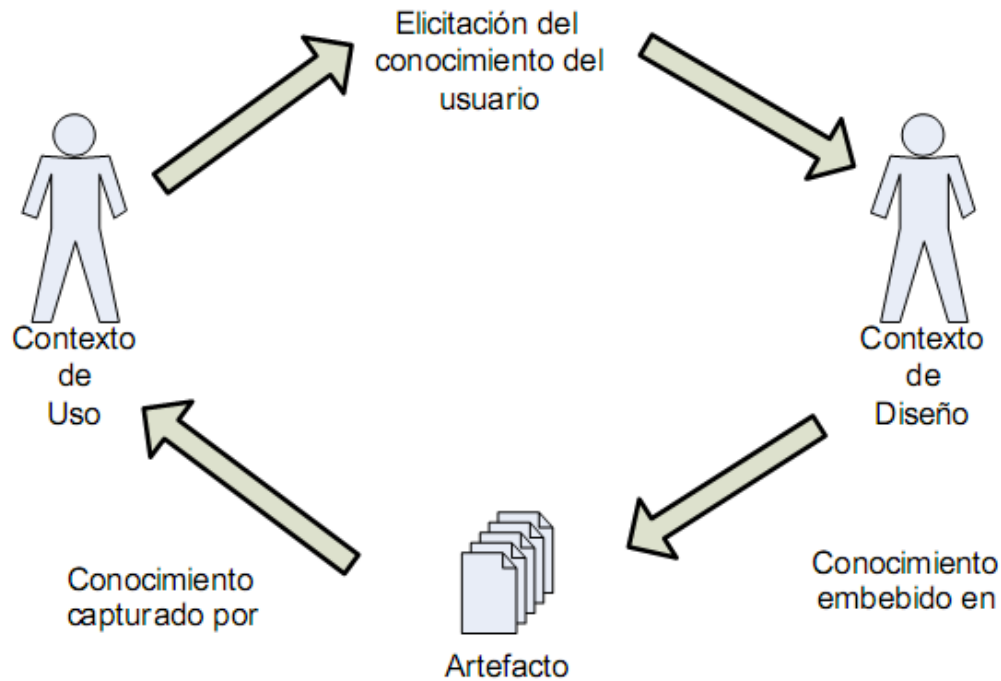 Elicitación del
conocimiento del
usuario
Contexto
de
Uso
Contexto
de
Diseño
Conocimiento
capturado por
Conocimiento
embebido en
Artefacto